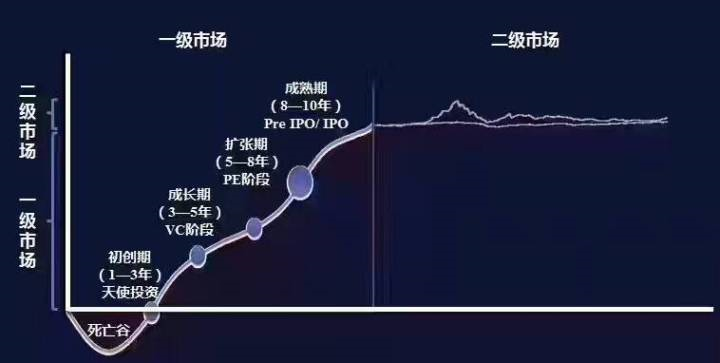 一级市场
二级市场
二级市场
一级市场
成熟期
（8—10年）
Pre IPO/ IPO
扩张期
（5—8年）
PE阶段
成长期
（3—5年）
VC阶段
初创期
（1—3年）
天使投资
死亡谷